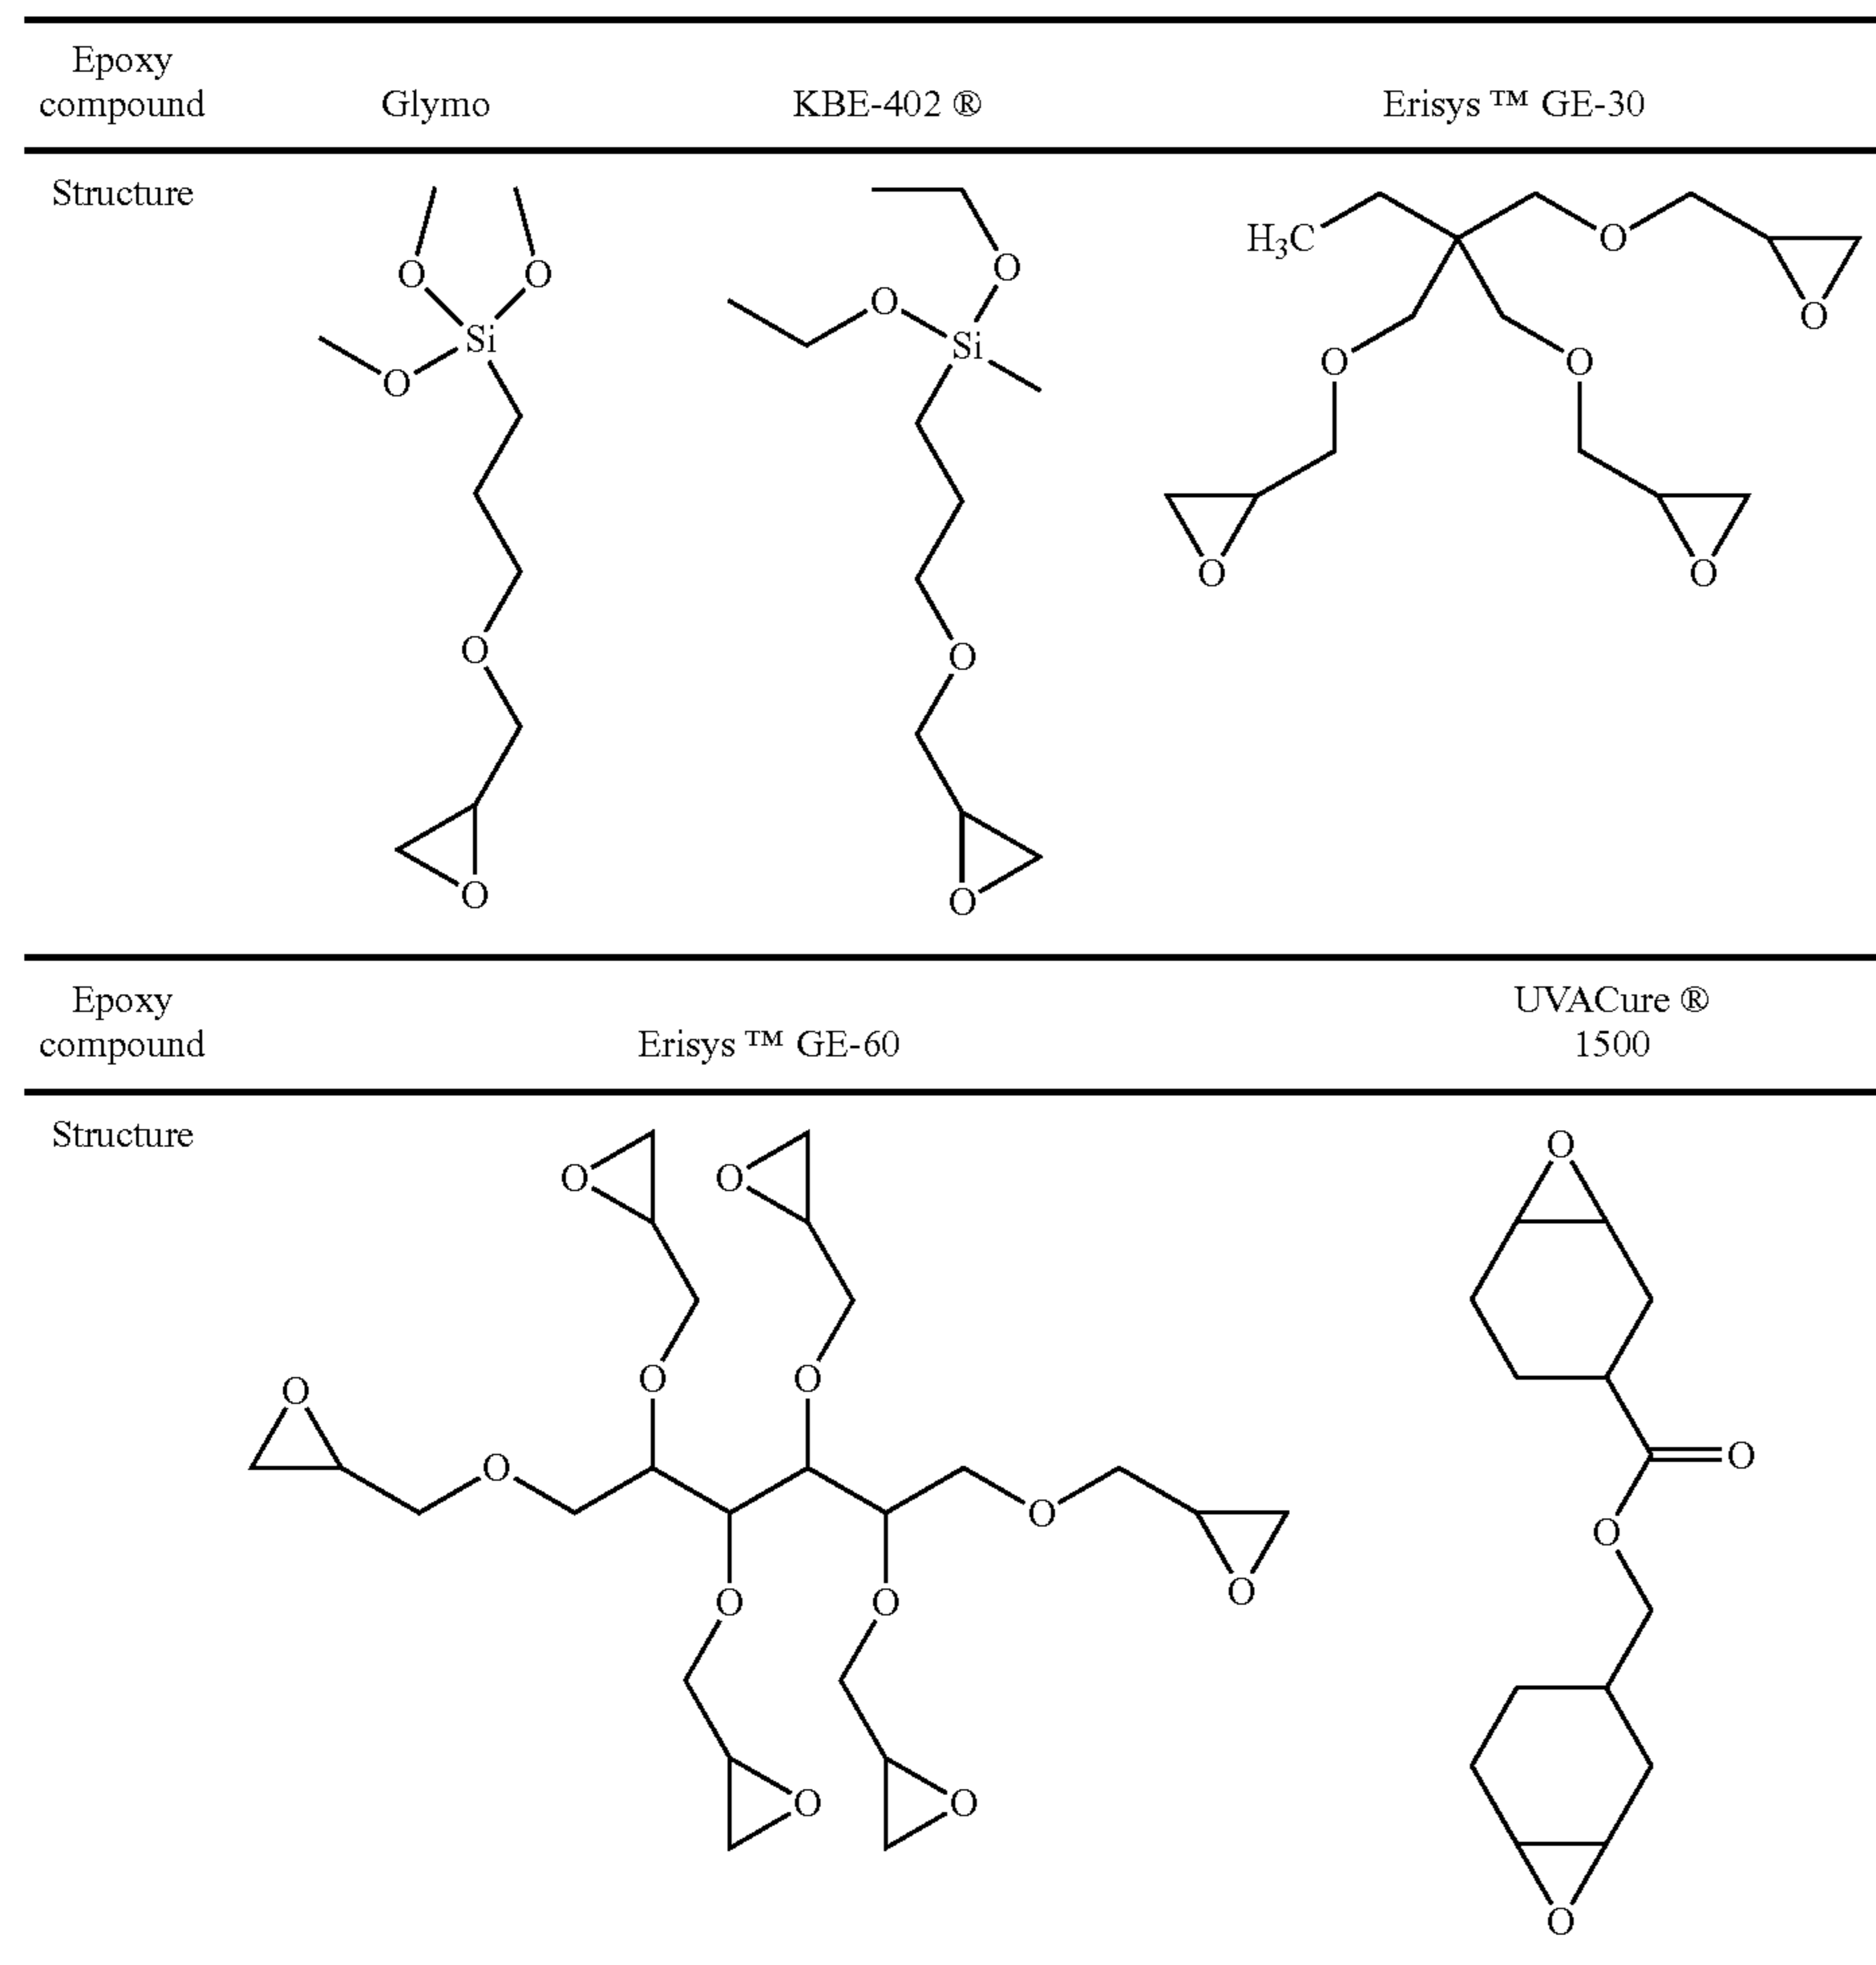 Epoxy
compound Glymo KBE-402 ® Erisys ™ GE-30
Structure
O O
Si
O
O
O
O
O
Si
O
O
H₃C O
O
O O
O O
Epoxy
compound Erisys ™ GE-60 UVACure ®
1500
Structure
O O
O O
O O
O
O O
O O
O O
O
O
O
O